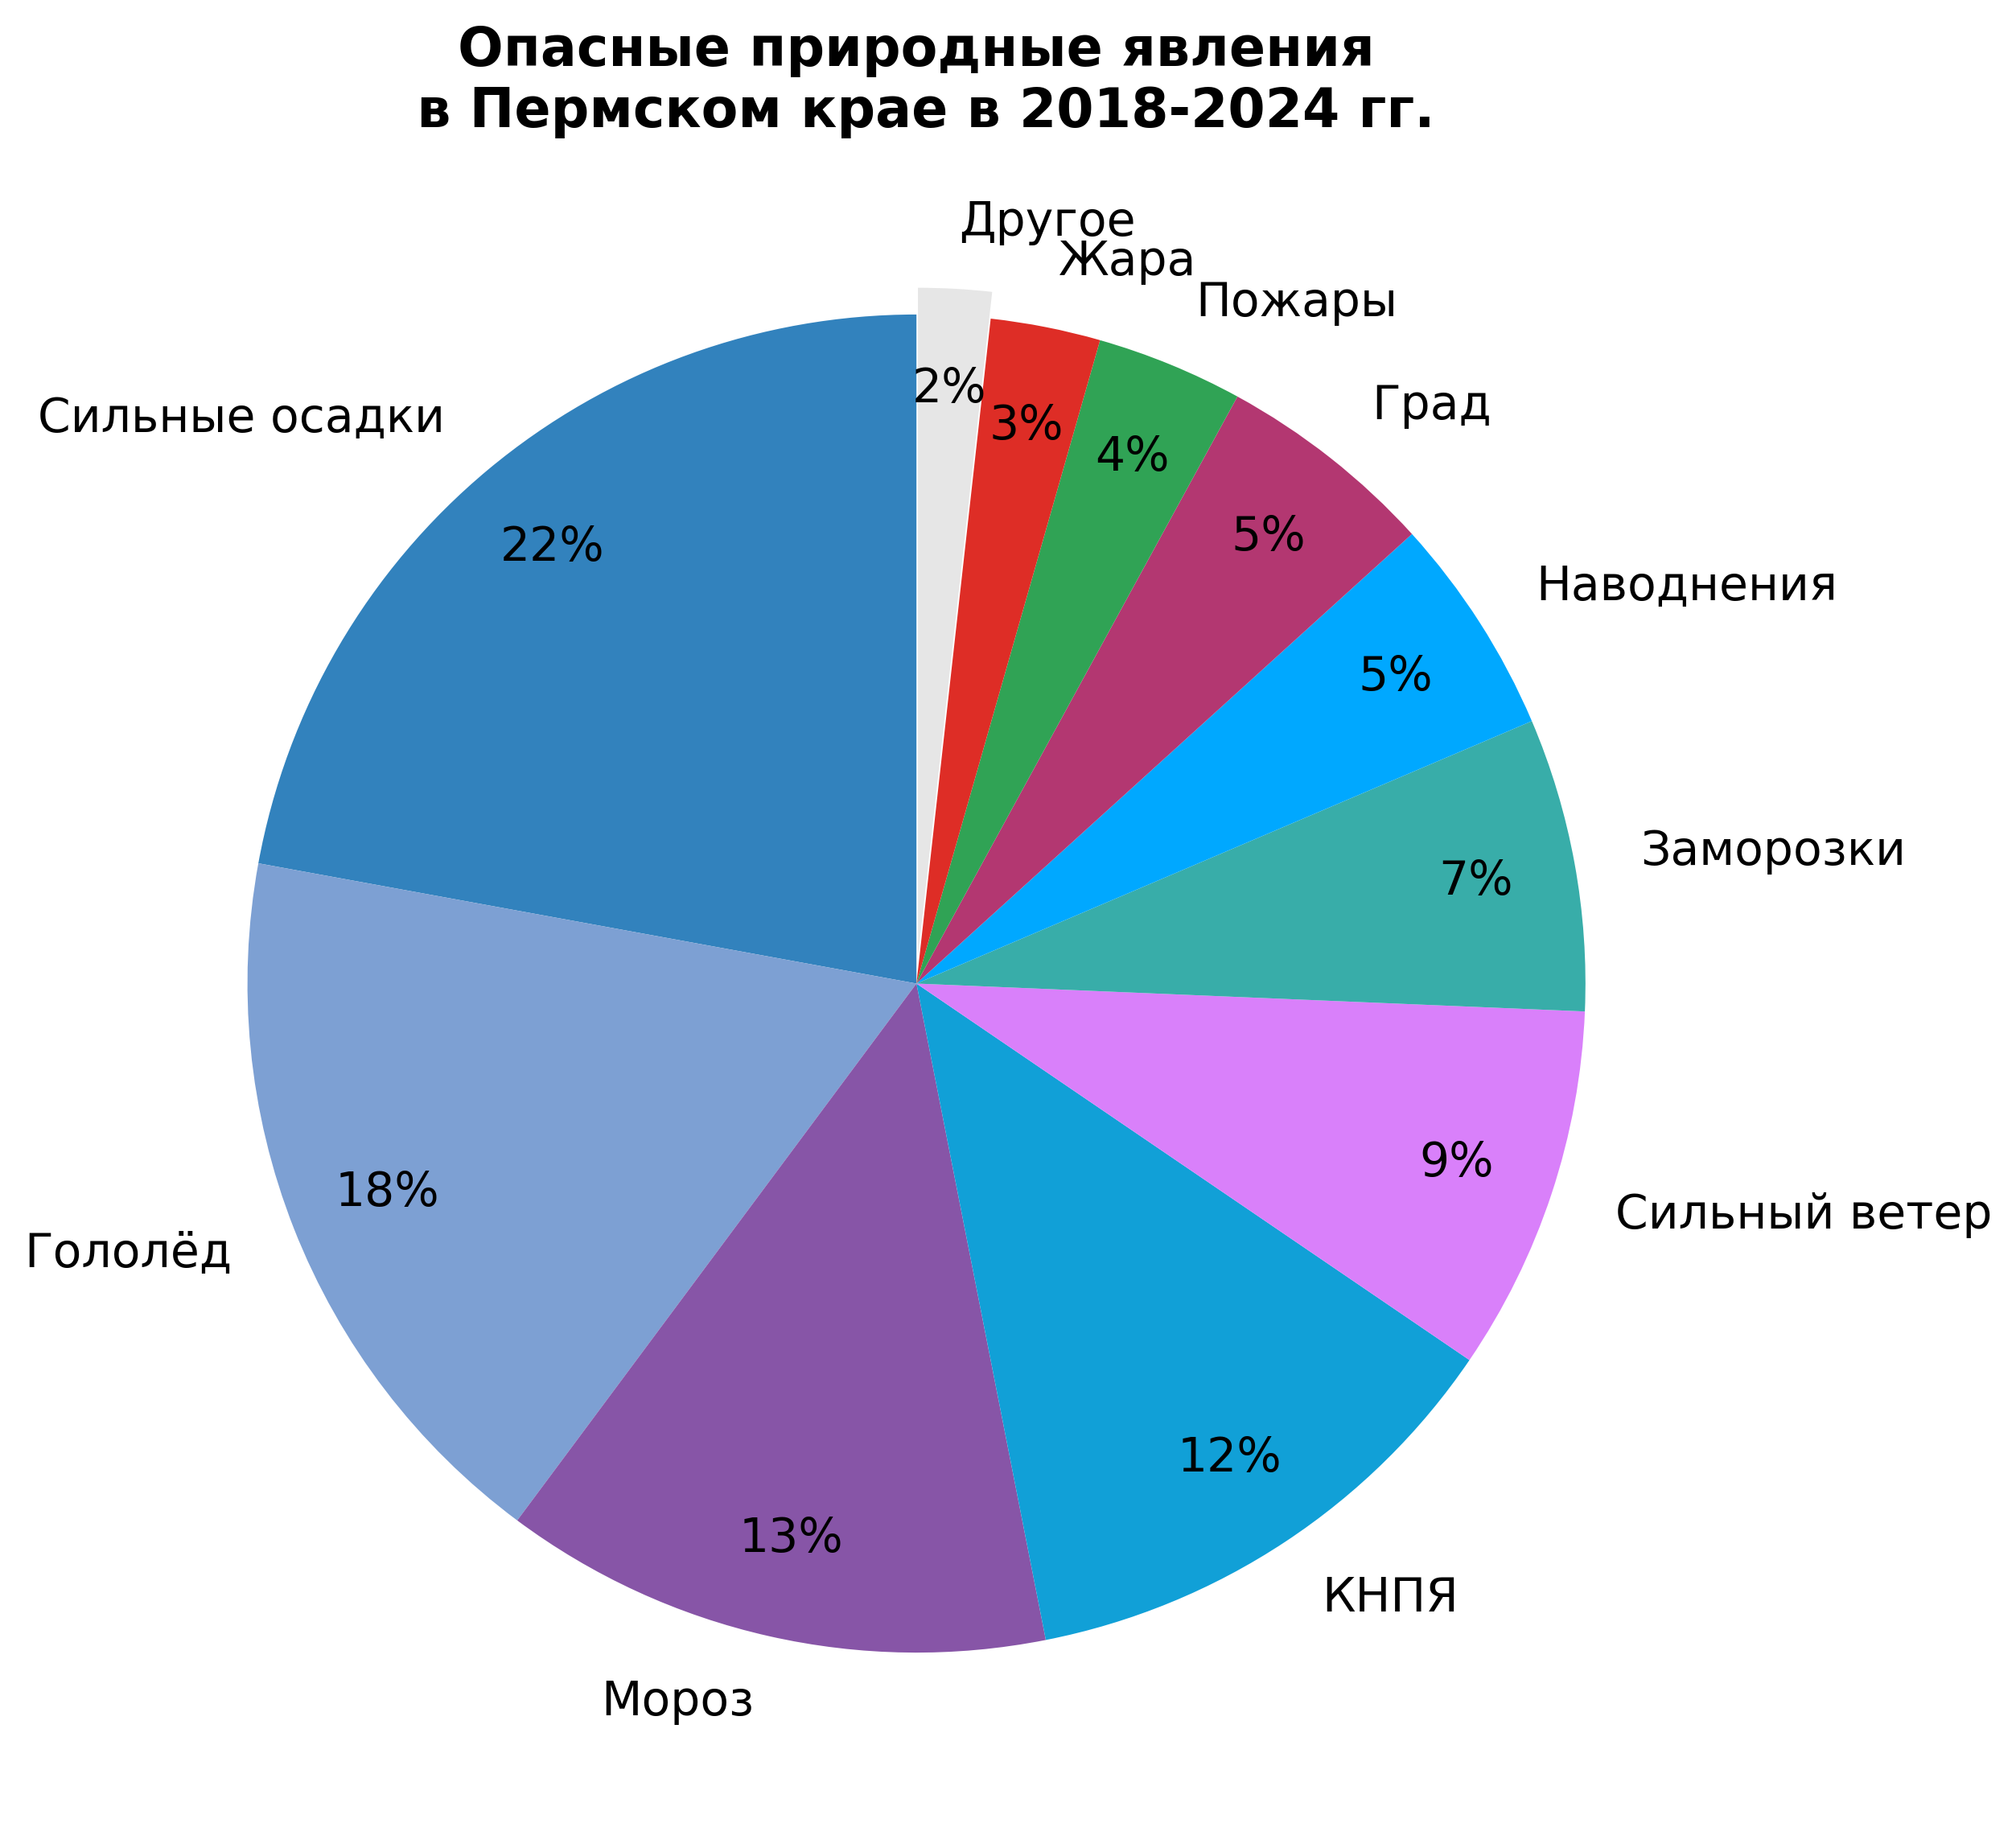 Опасные природные явления
в Пермском крае в 2018-2024 гг.
Другое
Жара
Пожары
Град
Наводнения
Заморозки
Сильный ветер
КНПЯ
Мороз
Гололёд
Сильные осадки
2%
3%
4%
5%
5%
7%
9%
12%
13%
18%
22%